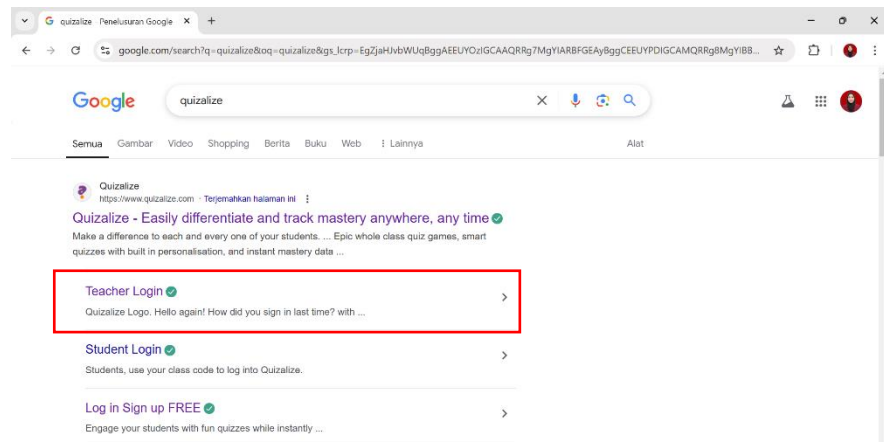 quizalize Penelusuran Google
google.com/search?q=quizalize&oq=quizalize&gs_lcrp=
Google
quizalize
Semua Gambar Video Shopping Berita Buku Web Lainnya Alat
Quizalize
https://www.quizalize.com · Terjemahkan halaman ini
Quizalize - Easily differentiate and track mastery anywhere, any time
Make a difference to each and every one of your students. ... Epic whole class quiz games, smart
quizzes with built in personalisation, and instant mastery data ...
Teacher Login
Quizalize Logo. Hello again! How did you sign in last time? with ...
Student Login
Students, use your class code to log into Quizalize.
Log in Sign up FREE
Engage your students with fun quizzes while instantly ...